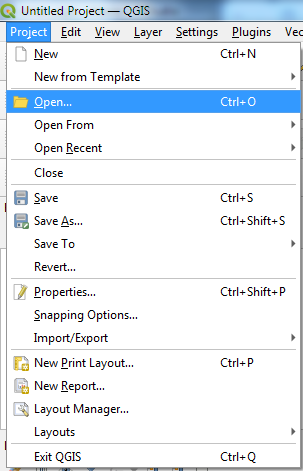 Untitled Project — QGIS
Project Edit View Layer Settings Plugins Vec
New Ctrl+N
New from Template
Open... Ctrl+O
Open From
Open Recent
Close
Save Ctrl+S
Save As... Ctrl+Shift+S
Save To
Revert...
Properties... Ctrl+Shift+P
Snapping Options...
Import/Export
New Print Layout... Ctrl+P
New Report...
Layout Manager...
Layouts
Exit QGIS Ctrl+Q